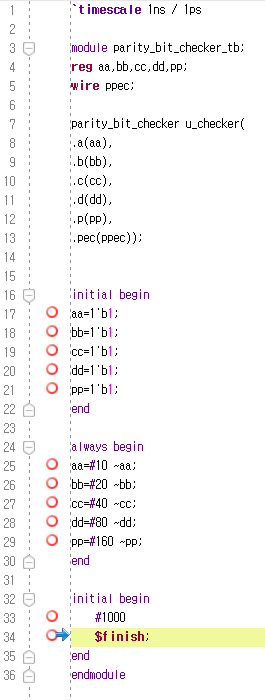 1 `timescale 1ns / 1ps
2
3 module parity_bit_checker_tb;
4 reg aa,bb,cc,dd,pp;
5 wire ppec;
6
7 parity_bit_checker u_checker(
8 .a(aa),
9 .b(bb),
10 .c(cc),
11 .d(dd),
12 .p(pp),
13 .pec(ppec));
14
15
16 initial begin
17 aa=1'b1;
18 bb=1'b1;
19 cc=1'b1;
20 dd=1'b1;
21 pp=1'b1;
22 end
23
24 always begin
25 aa=#10 ~aa;
26 bb=#20 ~bb;
27 cc=#40 ~cc;
28 dd=#80 ~dd;
29 pp=#160 ~pp;
30 end
31
32 initial begin
33 #1000
34 $finish;
35 end
36 endmodule